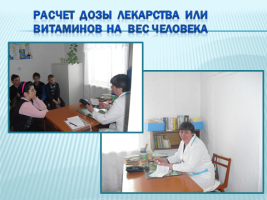 РАСЧЕТ ДОЗЫ ЛЕКАРСТВА ИЛИ
ВИТАМИНОВ НА ВЕС ЧЕЛОВЕКА